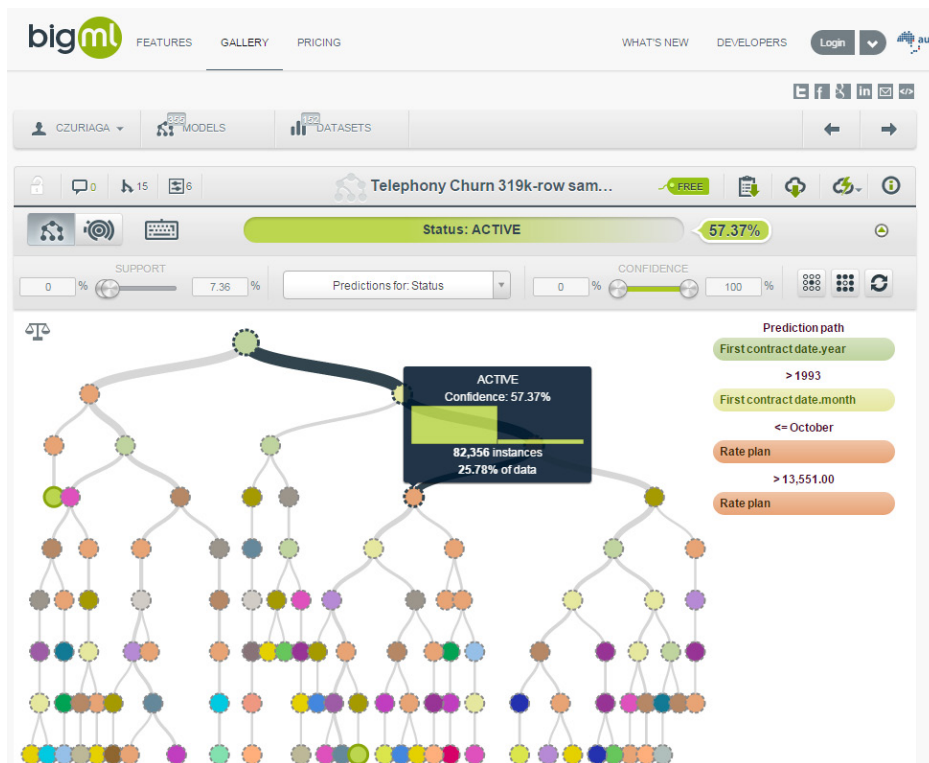 bigml
FEATURES
GALLERY
PRICING
WHAT'S NEW
DEVELOPERS
Login
au
CZURIAGA
355
MODELS
152
DATASETS
0
15
6
Telephony Churn 319k-row sam...
FREE
Status: ACTIVE
57.37%
SUPPORT
0 %
7.36 %
Predictions for: Status
CONFIDENCE
0 %
100 %
Prediction path
First contract date.year
> 1993
First contract date.month
<= October
Rate plan
> 13,551.00
Rate plan
ACTIVE
Confidence: 57.37%
82,356 instances
25.78% of data